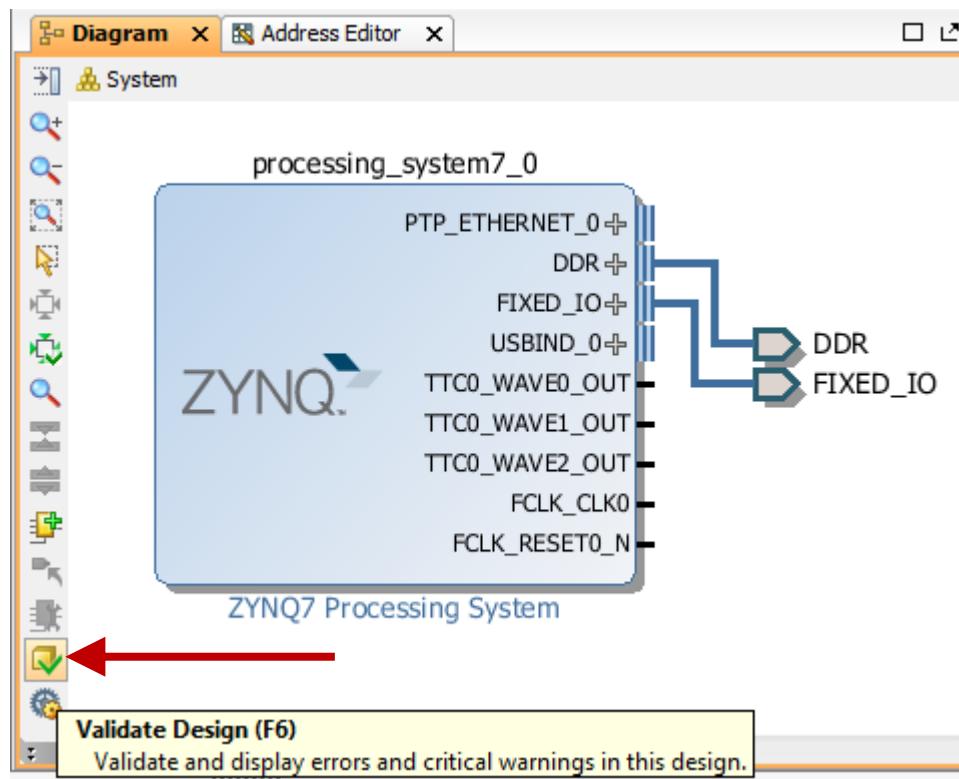 Diagram X Address Editor X
System
processing_system7_0
PTP_ETHERNET_0
DDR
FIXED_IO
USBIND_0
TTC0_WAVE0_OUT
TTC0_WAVE1_OUT
TTC0_WAVE2_OUT
FCLK_CLK0
FCLK_RESET0_N
ZYNQ
DDR
FIXED_IO
ZYNQ7 Processing System
Validate Design (F6)
Validate and display errors and critical warnings in this design.